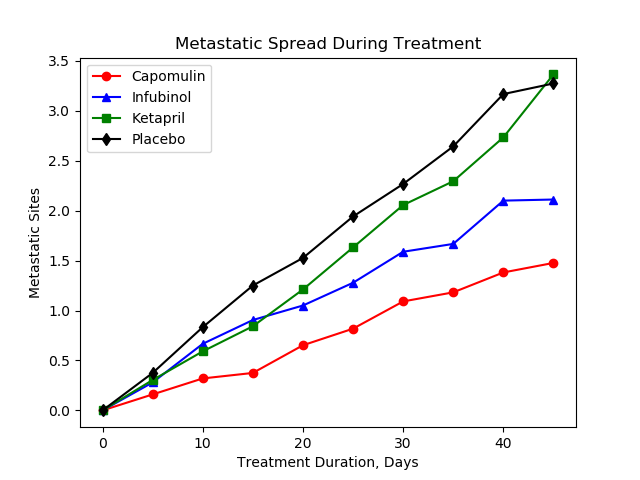 Metastatic Spread During Treatment
Capomulin
Infubinol
Ketapril
Placebo
Metastatic Sites
3.5
3.0
2.5
2.0
1.5
1.0
0.5
0.0
0 10 20 30 40
Treatment Duration, Days